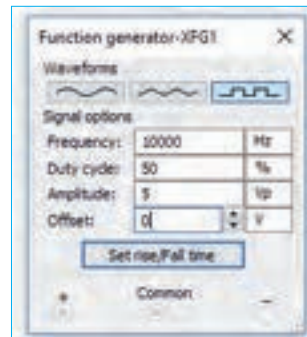 Function generator-XFG1 ×
Waveforms
Signal options
Frequency: 10000 Hz
Duty cycle: 50 %
Amplitude: 5 Vp
Offset: 0 V
Set rise/Fall time
+ Common −